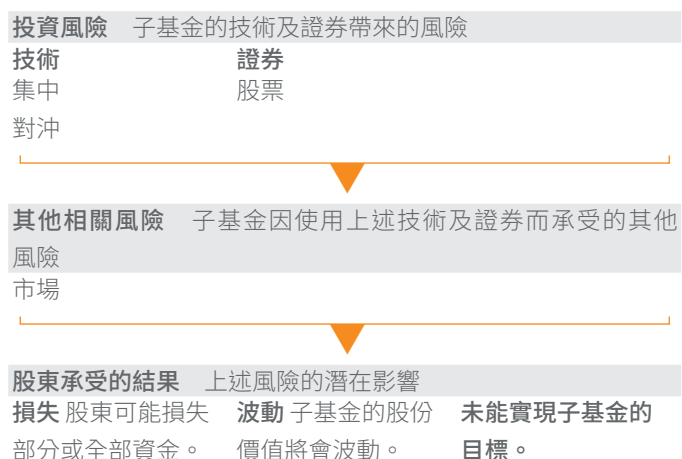 投資風險 子基金的技術及證券帶來的風險
技術 證券
集中 股票
對沖
其他相關風險 子基金因使用上述技術及證券而承受的其他
風險
市場
股東承受的結果 上述風險的潛在影響
損失 股東可能損失 波動 子基金的股份 未能實現子基金的
部分或全部資金。 價值將會波動。 目標。